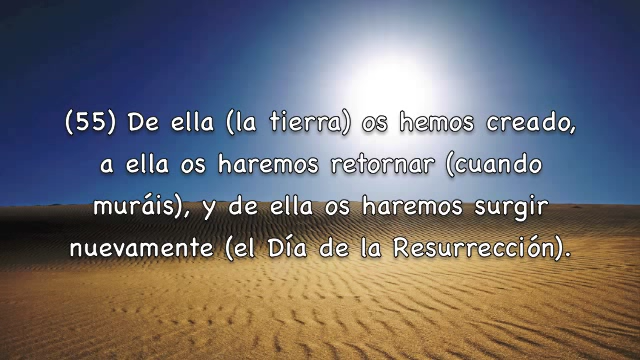 (55) De ella (la tierra) os hemos creado,
a ella os haremos retornar (cuando
muráis), y de ella os haremos surgir
nuevamente (el Día de la Resurrección).